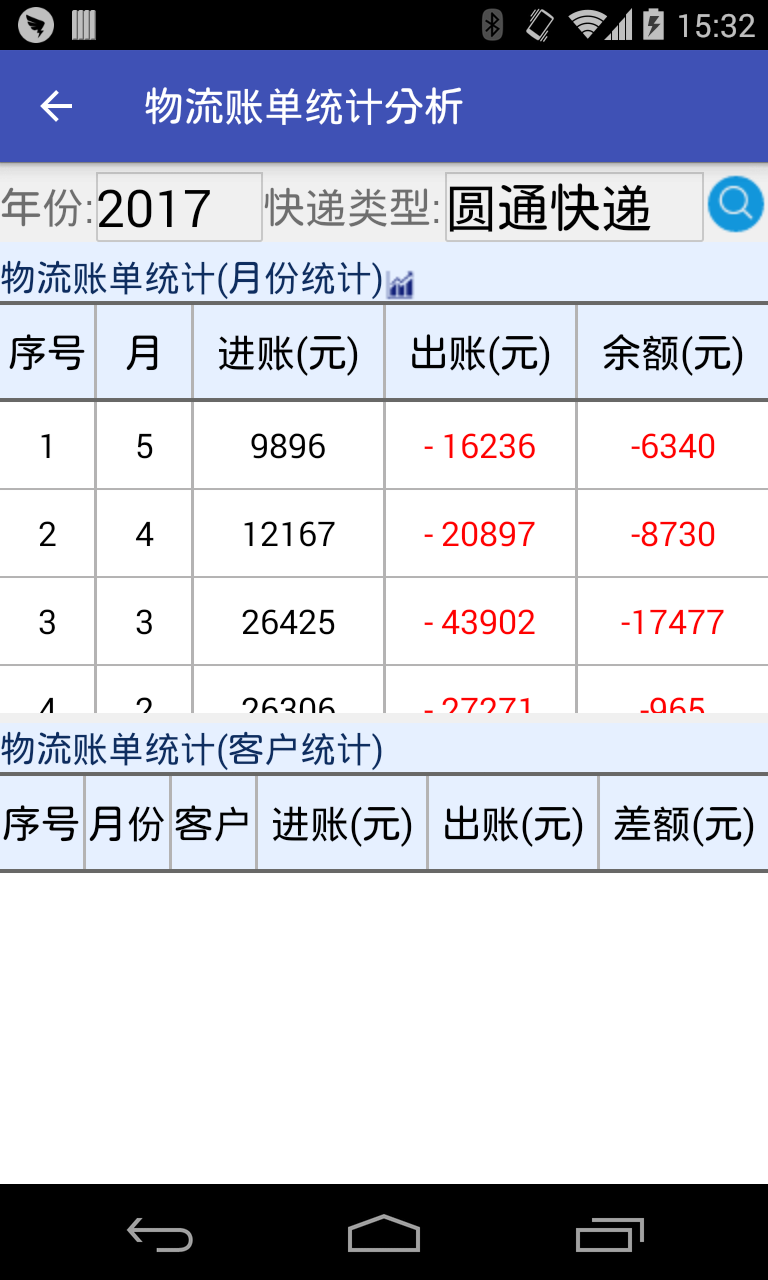 15:32
物流账单统计分析
年份:2017快递类型:圆通快递
物流账单统计(月份统计)
序号 月 进账(元) 出账(元) 余额(元)
1 5 9896 - 16236 -6340
2 4 12167 - 20897 -8730
3 3 26425 - 43902 -17477
4 2 26306 - 27271 -965
物流账单统计(客户统计)
序号 月份 客户 进账(元) 出账(元) 差额(元)